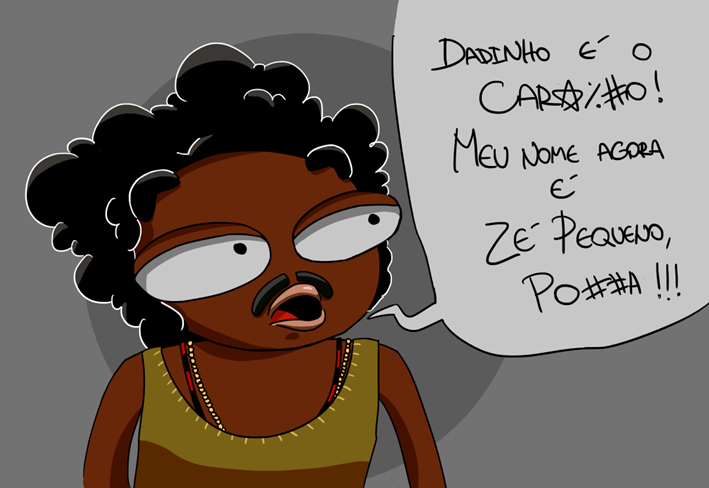 DADINHO É O
CAR☆%#O!
MEU NOME AGORA
É
ZÉ PEQUENO,
PO##A !!!